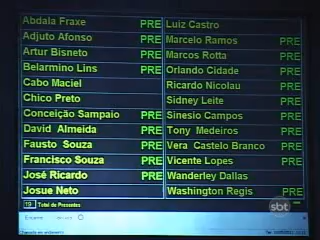 Abdala Fraxe PRE
Adjuto Afonso PRE
Artur Bisneto PRE
Belarmino Lins PRE
Cabo Maciel
Chico Preto
Conceição Sampaio PRE
David Almeida PRE
Fausto Souza PRE
Francisco Souza PRE
José Ricardo PRE
Josue Neto
Luiz Castro
Marcelo Ramos PRE
Marcos Rotta PRE
Orlando Cidade PRE
Ricardo Nicolau PRE
Sidney Leite PRE
Sinesio Campos PRE
Tony Medeiros PRE
Vera Castelo Branco PRE
Vicente Lopes PRE
Wanderley Dallas
Washington Regis PRE
19 Total de Presentes
sbt